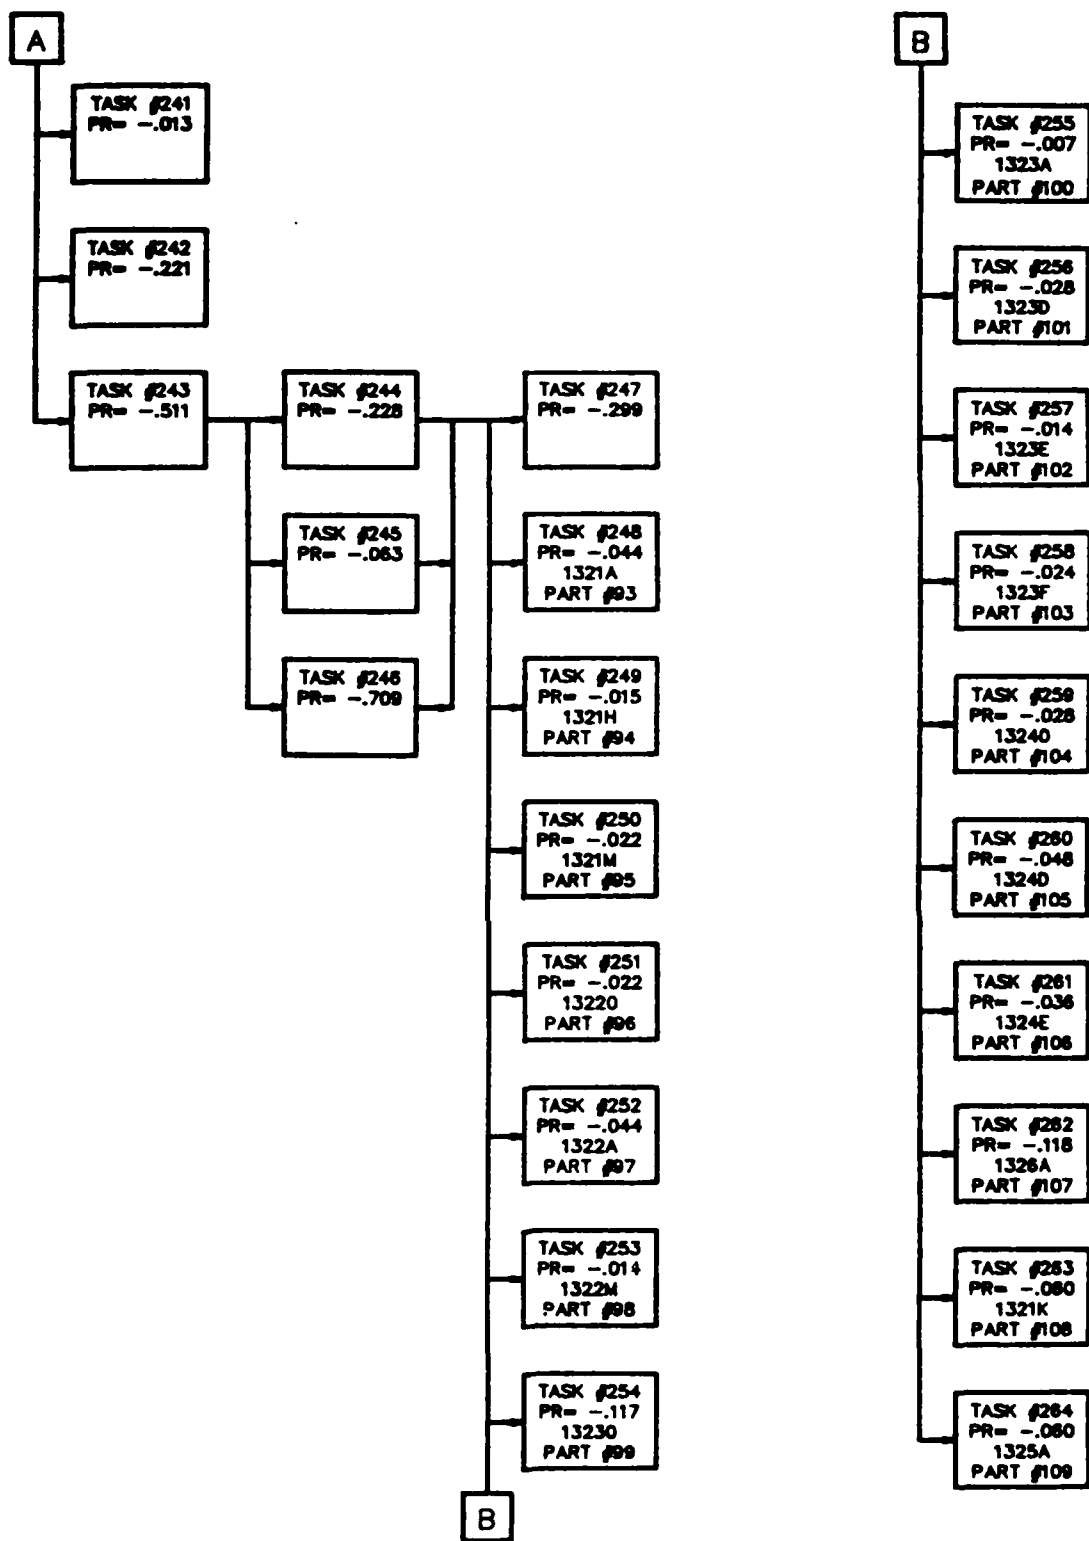 A
TASK #241
PR= -.013
TASK #242
PR= -.221
TASK #243
PR= -.511
TASK #244
PR= -.228
TASK #245
PR= -.063
TASK #246
PR= -.709
TASK #247
PR= -.299
TASK #248
PR= -.044
1321A
PART #93
TASK #249
PR= -.015
1321H
PART #94
TASK #250
PR= -.022
1321M
PART #95
TASK #251
PR= -.022
13220
PART #96
TASK #252
PR= -.044
1322A
PART #97
TASK #253
PR= -.014
1322M
PART #98
TASK #254
PR= -.117
13230
PART #99
B
B
TASK #255
PR= -.007
1323A
PART #100
TASK #256
PR= -.028
1323D
PART #101
TASK #257
PR= -.014
1323E
PART #102
TASK #258
PR= -.024
1323F
PART #103
TASK #259
PR= -.028
13240
PART #104
TASK #260
PR= -.048
1324D
PART #105
TASK #261
PR= -.036
1324E
PART #106
TASK #262
PR= -.118
1326A
PART #107
TASK #263
PR= -.060
1321K
PART #108
TASK #264
PR= -.060
1325A
PART #109